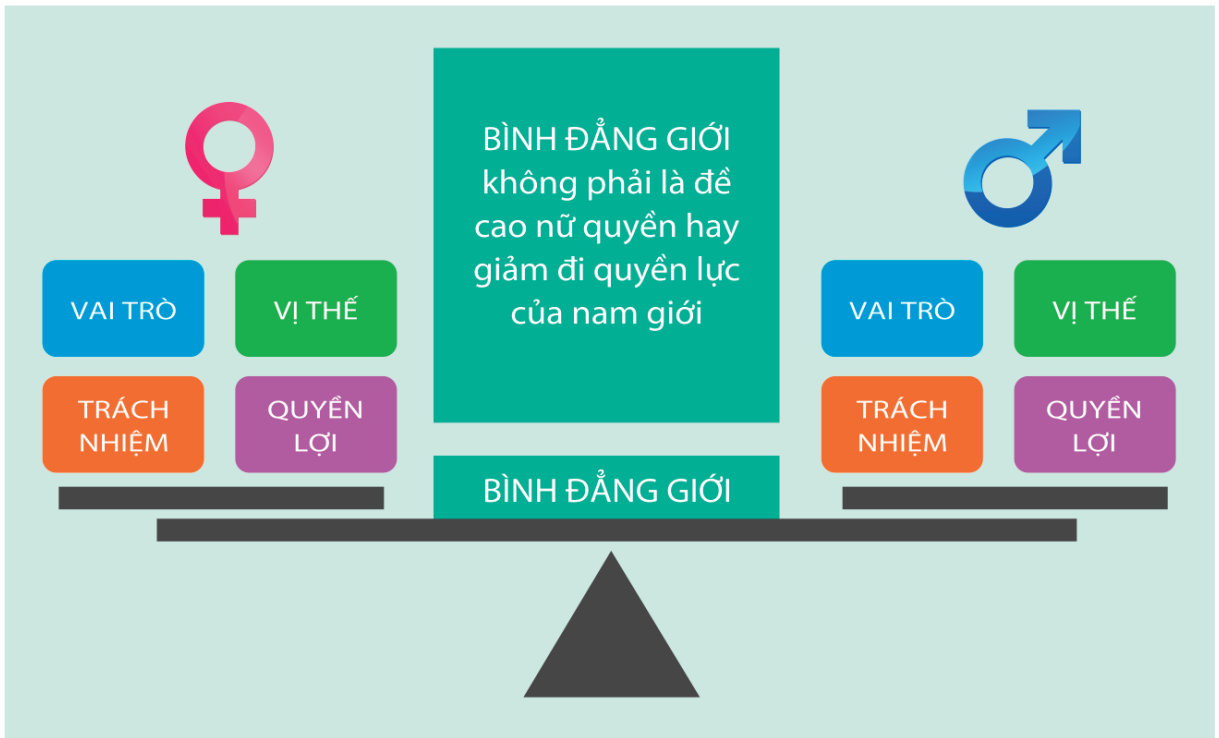 BÌNH ĐẲNG GIỚI
không phải là đề
cao nữ quyền hay
giảm đi quyền lực
của nam giới
VAI TRÒ
VỊ THẾ
TRÁCH
NHIỆM
QUYỀN
LỢI
VAI TRÒ
VỊ THẾ
TRÁCH
NHIỆM
QUYỀN
LỢI
BÌNH ĐẲNG GIỚI